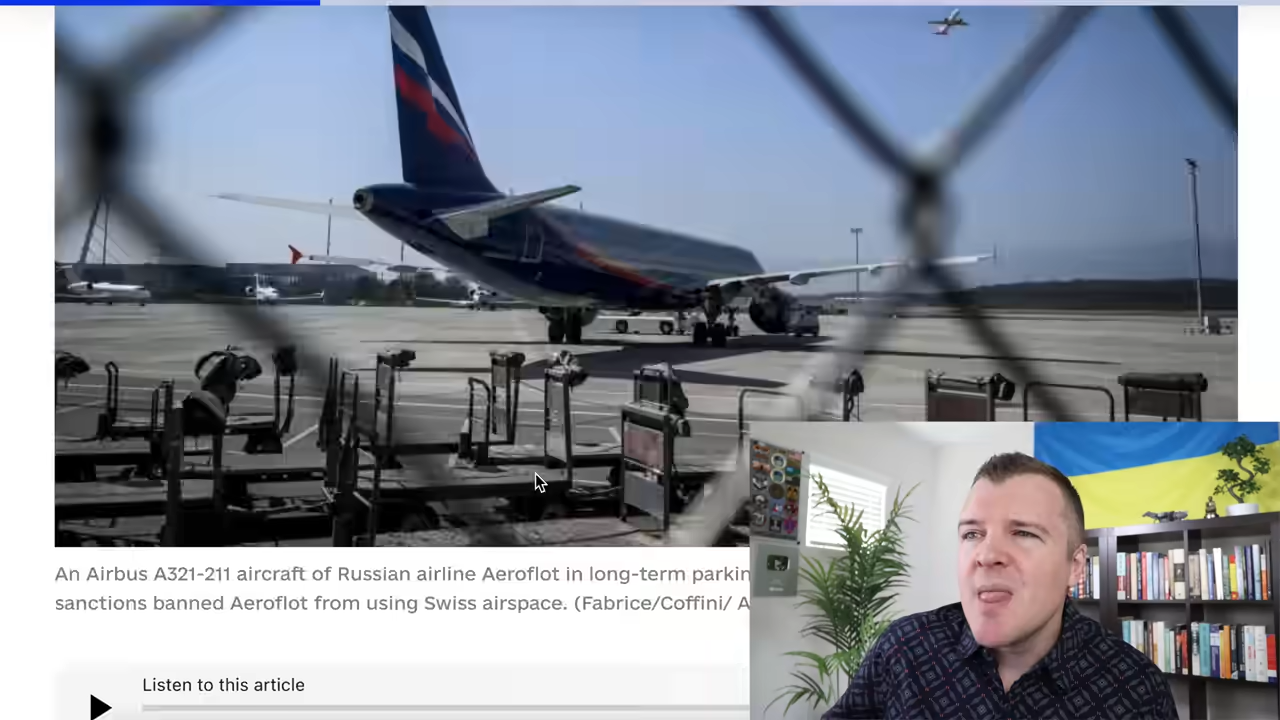 An Airbus A321-211 aircraft of Russian airline Aeroflot in long-term
sanctions banned Aeroflot from using Swiss airspace. (Fabrice/Coffini/
Listen to this article